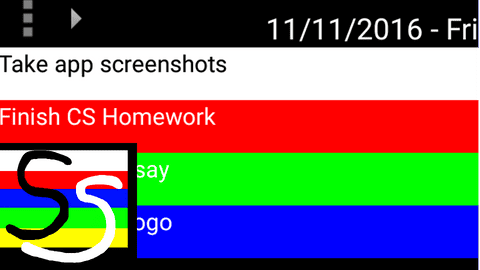 11/11/2016 - Fri
Take app screenshots
Finish CS Homework
say
ogo
SS